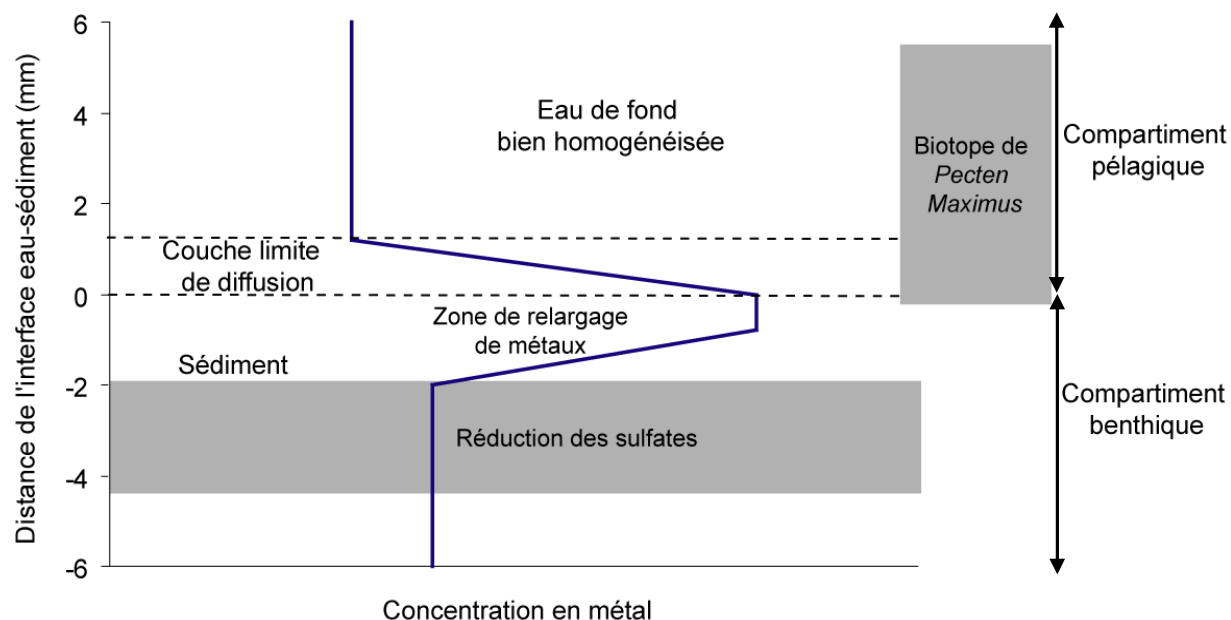 Distance de l'interface eau-sédiment (mm)
6
4
2
0
-2
-4
-6
Eau de fond
bien homogénéisée
Couche limite
de diffusion
Zone de relargage
de métaux
Sédiment
Réduction des sulfates
Biotope de
Pecten
Maximus
Compartiment
pélagique
Compartiment
benthique
Concentration en métal